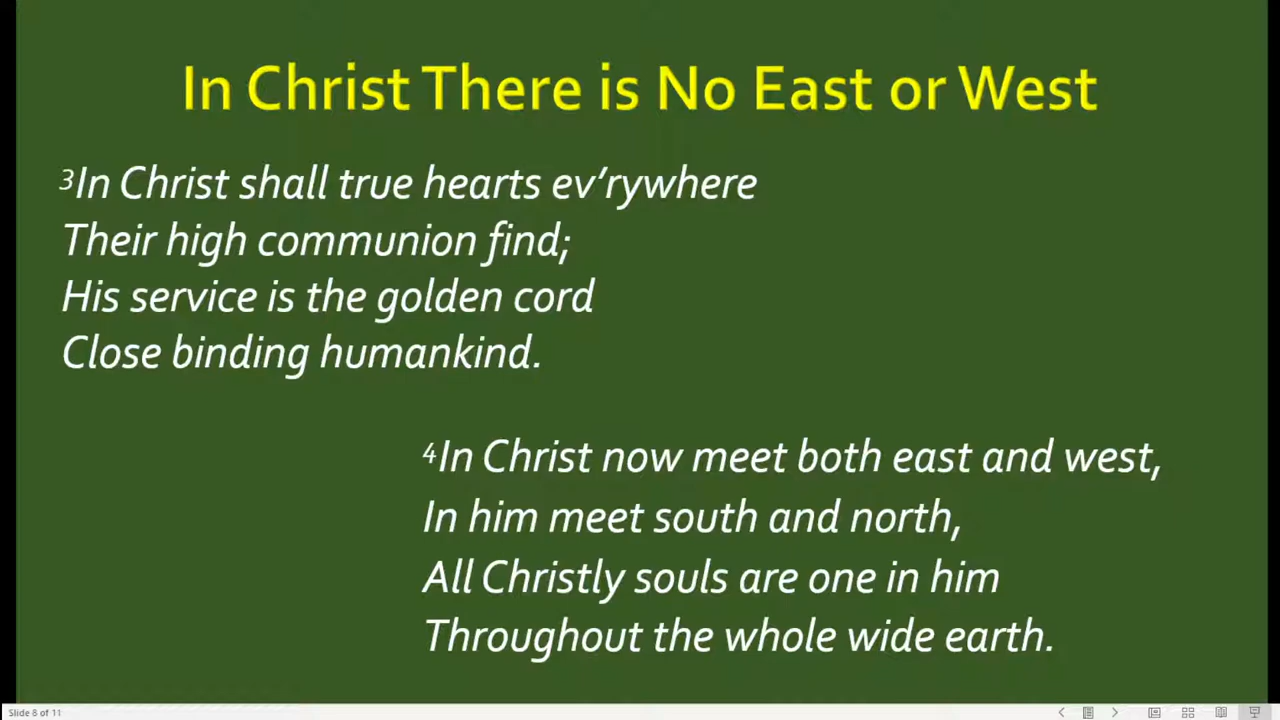 In Christ There is No East or West
³In Christ shall true hearts ev’rywhere
Their high communion find;
His service is the golden cord
Close binding humankind.
⁴In Christ now meet both east and west,
In him meet south and north,
All Christly souls are one in him
Throughout the whole wide earth.
Slide 8 of 11